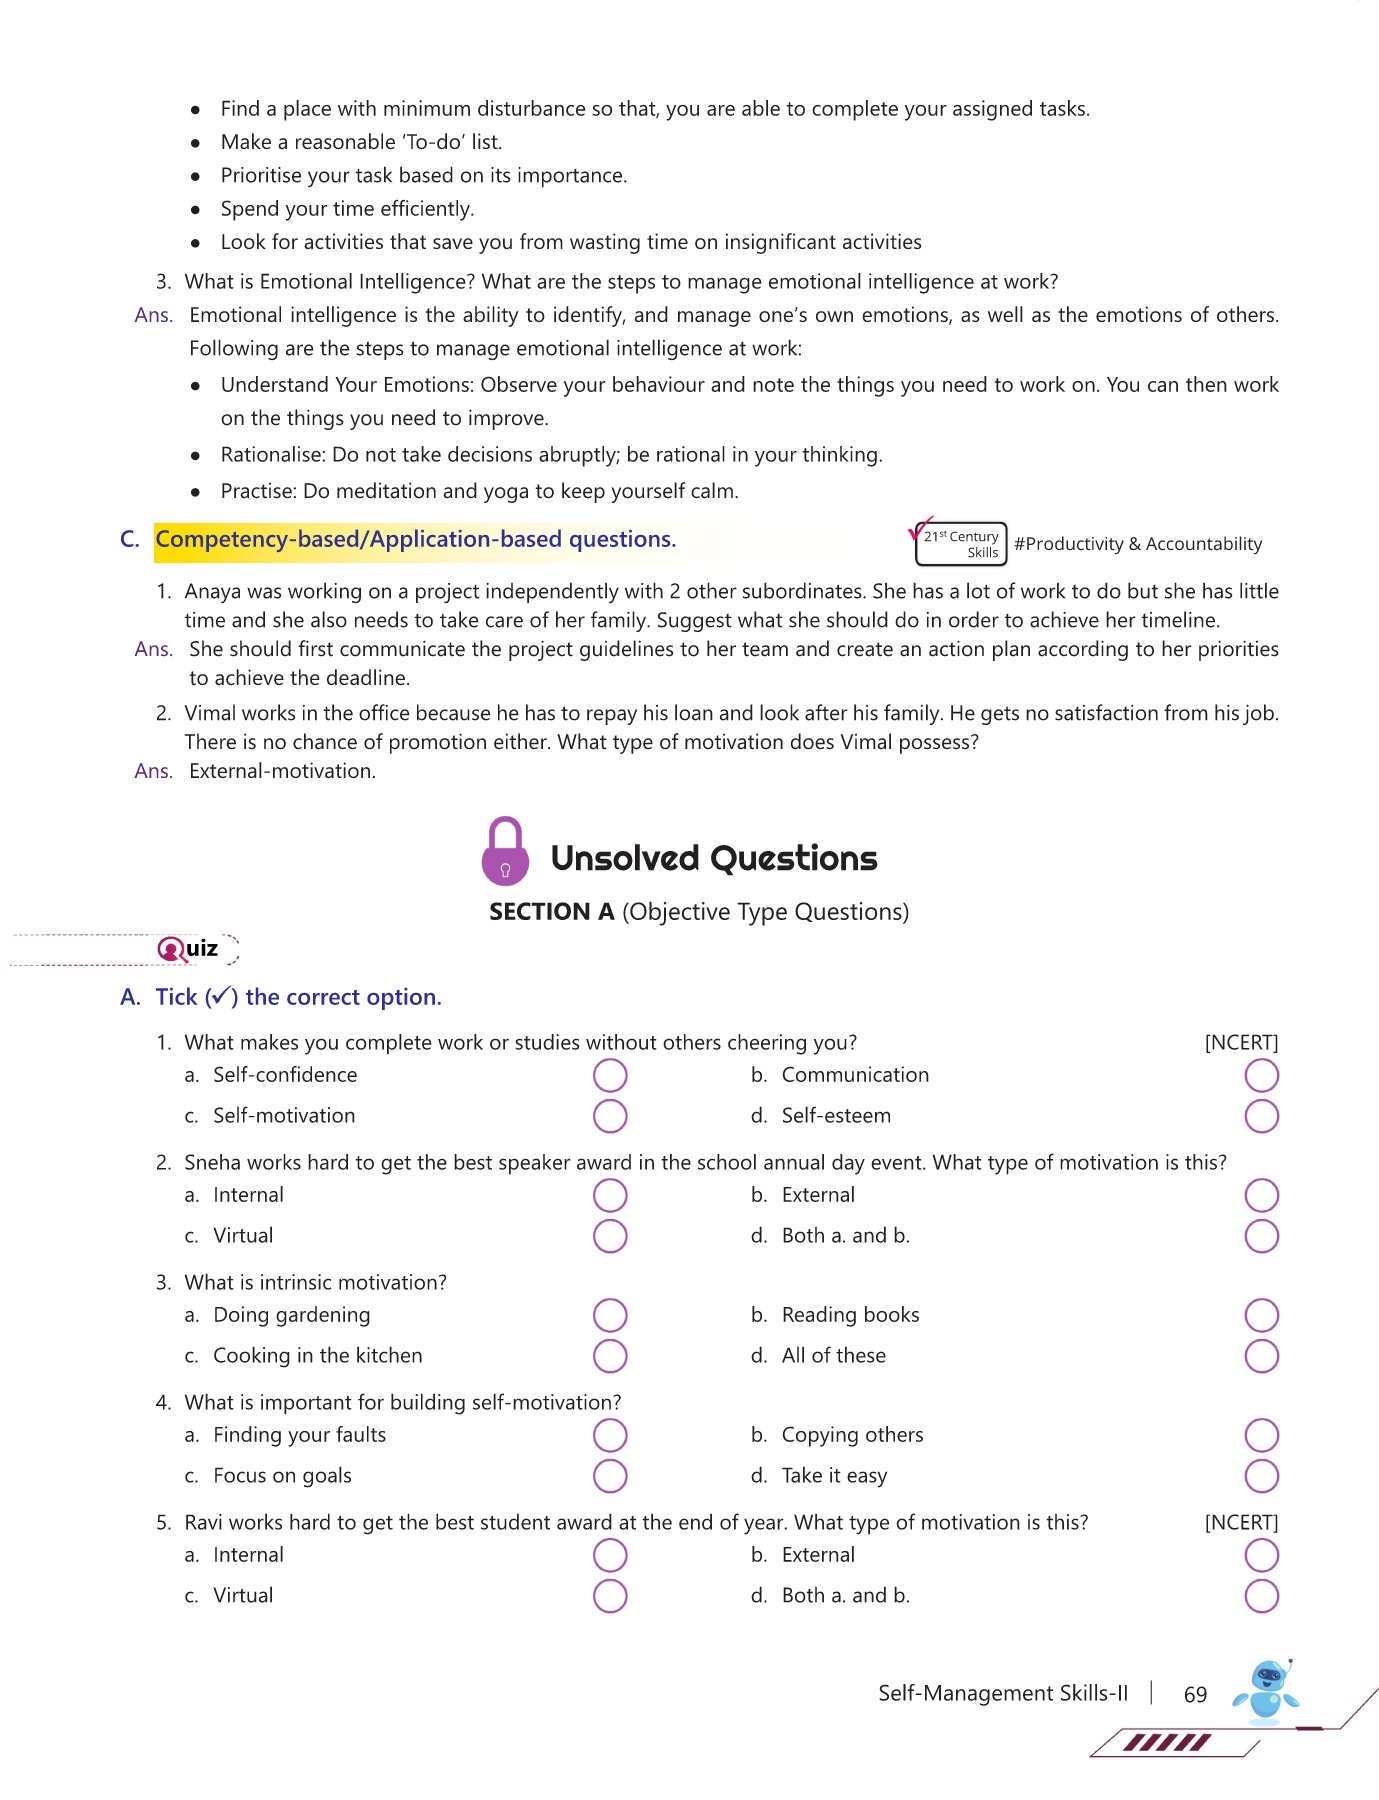 ● Find a place with minimum disturbance so that, you are able to complete your assigned tasks.
● Make a reasonable ’To-do’ list.
● Prioritise your task based on its importance.
● Spend your time efficiently.
● Look for activities that save you from wasting time on insignificant activities
3. What is Emotional Intelligence? What are the steps to manage emotional intelligence at work?
Ans. Emotional intelligence is the ability to identify, and manage one’s own emotions, as well as the emotions of others.
Following are the steps to manage emotional intelligence at work:
● Understand Your Emotions: Observe your behaviour and note the things you need to work on. You can then work
on the things you need to improve.
● Rationalise: Do not take decisions abruptly; be rational in your thinking.
● Practise: Do meditation and yoga to keep yourself calm.
C. Competency-based/Application-based questions.
21st Century
Skills
#Productivity & Accountability
1. Anaya was working on a project independently with 2 other subordinates. She has a lot of work to do but she has little
time and she also needs to take care of her family. Suggest what she should do in order to achieve her timeline.
Ans. She should first communicate the project guidelines to her team and create an action plan according to her priorities
to achieve the deadline.
2. Vimal works in the office because he has to repay his loan and look after his family. He gets no satisfaction from his job.
There is no chance of promotion either. What type of motivation does Vimal possess?
Ans. External-motivation.
Unsolved Questions
SECTION A (Objective Type Questions)
Quiz
A. Tick (✓) the correct option.
1. What makes you complete work or studies without others cheering you? [NCERT]
a. Self-confidence b. Communication
c. Self-motivation d. Self-esteem
2. Sneha works hard to get the best speaker award in the school annual day event. What type of motivation is this?
a. Internal b. External
c. Virtual d. Both a. and b.
3. What is intrinsic motivation?
a. Doing gardening b. Reading books
c. Cooking in the kitchen d. All of these
4. What is important for building self-motivation?
a. Finding your faults b. Copying others
c. Focus on goals d. Take it easy
5. Ravi works hard to get the best student award at the end of year. What type of motivation is this? [NCERT]
a. Internal b. External
c. Virtual d. Both a. and b.
Self-Management Skills-II 69